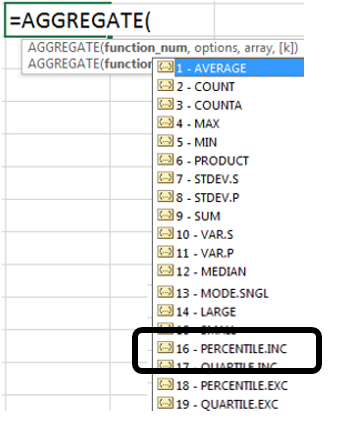 =AGGREGATE(
AGGREGATE(function_num, options, array, [k])
AGGREGATE(function
1 - AVERAGE
2 - COUNT
3 - COUNTA
4 - MAX
5 - MIN
6 - PRODUCT
7 - STDEV.S
8 - STDEV.P
9 - SUM
10 - VAR.S
11 - VAR.P
12 - MEDIAN
13 - MODE.SNGL
14 - LARGE
15 - SMALL
16 - PERCENTILE.INC
17 - QUARTILE.INC
18 - PERCENTILE.EXC
19 - QUARTILE.EXC